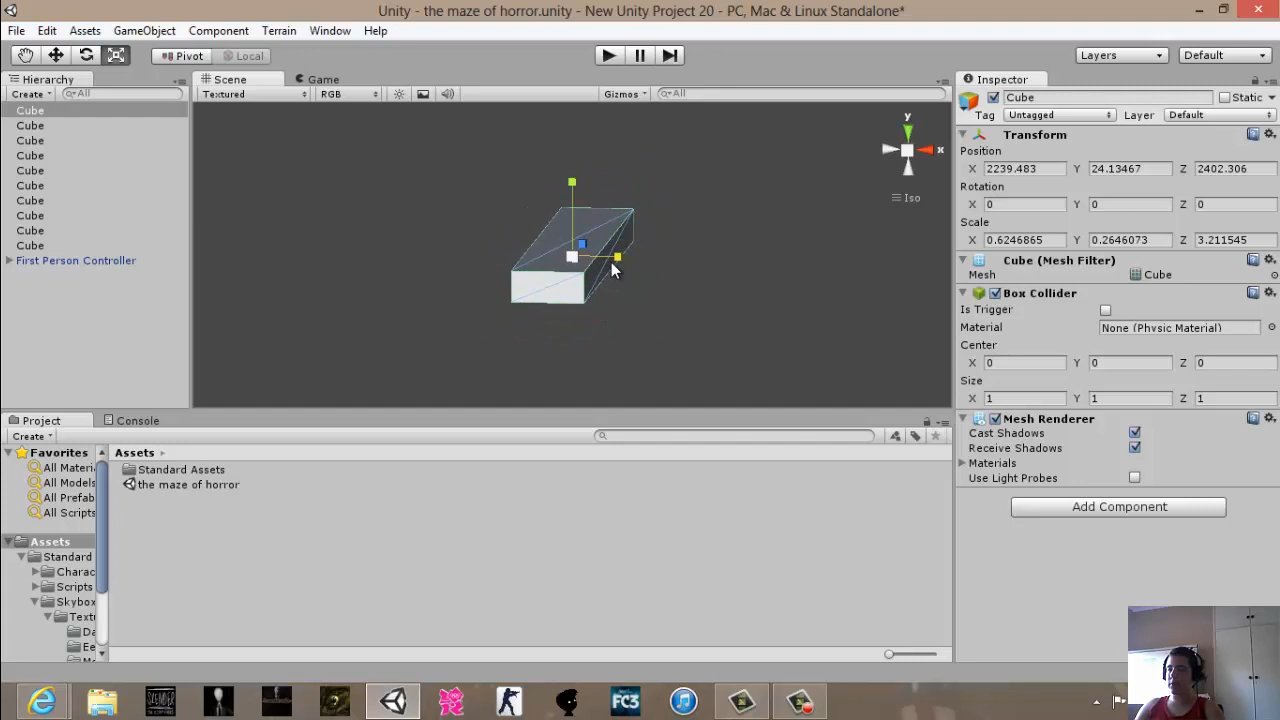 Unity - the maze of horror.unity - New Unity Project 20 - PC, Mac & Linux Standalone*
File Edit Assets GameObject Component Terrain Window Help
Pivot Local Layers Default
Hierarchy Scene Game Inspector
Create All Textured RGB Gizmos All Cube Static
Tag Untagged Layer Default
Cube
Cube
Cube
Cube
Cube
Cube
Cube
Cube
Cube
Cube
First Person Controller
y
x
Iso
Transform
Position
X 2239.483 Y 24.13467 Z 2402.306
Rotation
X 0 Y 0 Z 0
Scale
X 0.6246865 Y 0.2646073 Z 3.211545
Cube (Mesh Filter)
Mesh Cube
Box Collider
Is Trigger
Material None (Physic Material)
Center
X 0 Y 0 Z 0
Size
X 1 Y 1 Z 1
Mesh Renderer
Cast Shadows
Receive Shadows
Materials
Use Light Probes
Add Component
Project Console
Create
Favorites
All Materi
All Models
All Prefab
All Scripts
Assets
Standard
Charac
Scripts
Skybox
Textu
Da
Ee
Assets
Standard Assets
the maze of horror
SLENDER
FC3